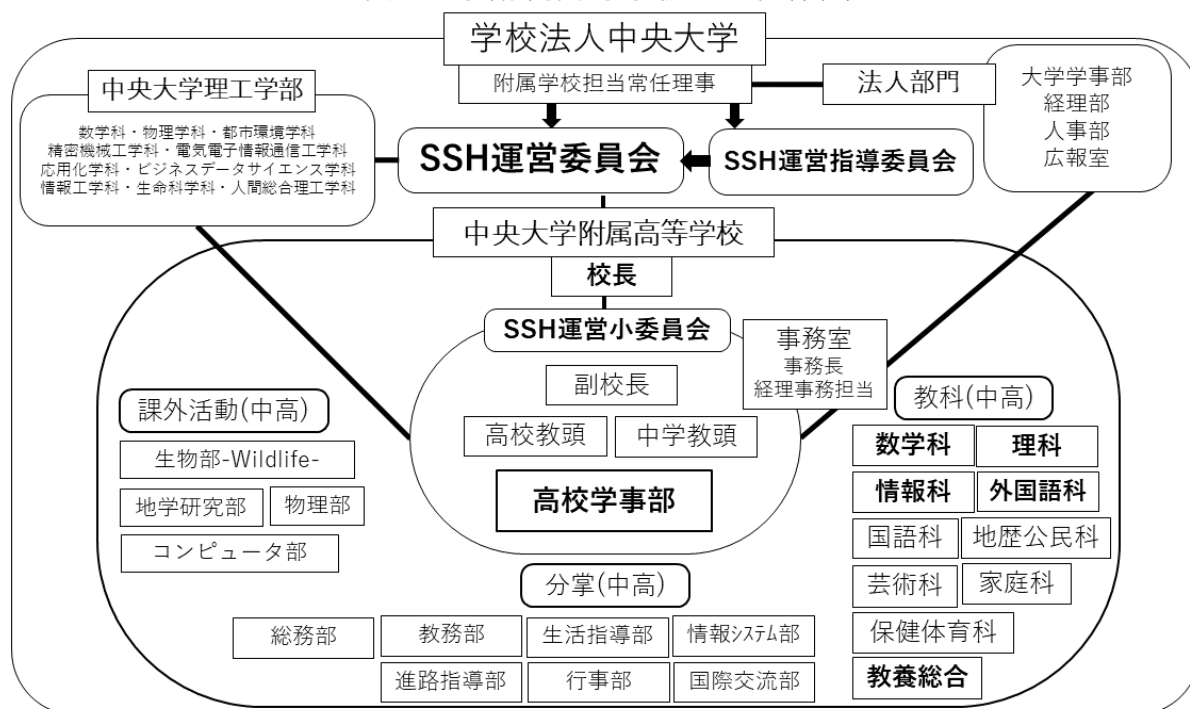 学校法人中央大学
附属学校担当常任理事
法人部門
大学学事部
経理部
人事部
広報室
中央大学理工学部
数学科・物理学科・都市環境学科
精密機械工学科・電気電子情報通信工学科
応用化学科・ビジネスデータサイエンス学科
情報工学科・生命科学科・人間総合理工学科
SSH運営委員会
SSH運営指導委員会
中央大学附属高等学校
校長
SSH運営小委員会
事務室
事務長
経理事務担当
副校長
高校教頭
中学教頭
高校学事部
課外活動(中高)
生物部-Wildlife-
地学研究部
物理部
コンピュータ部
教科(中高)
数学科
理科
情報科
外国語科
国語科
地歴公民科
芸術科
家庭科
保健体育科
教養総合
分掌(中高)
総務部
教務部
生活指導部
情報システム部
進路指導部
行事部
国際交流部